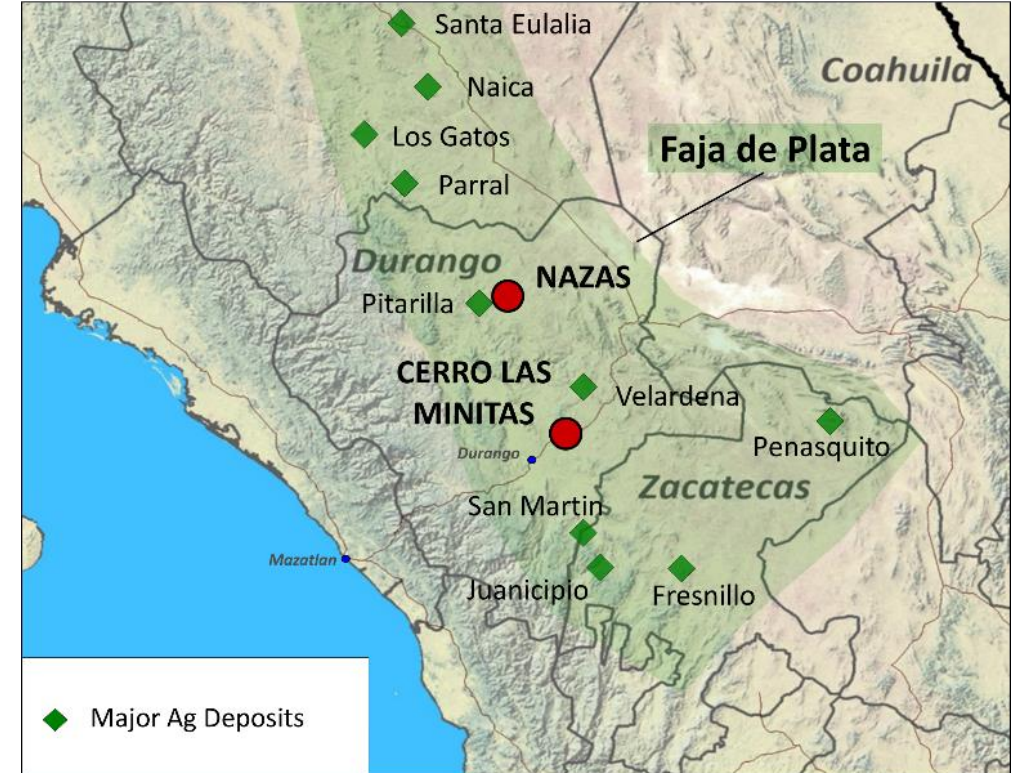 Santa Eulalia
Coahuila
Naica
Los Gatos
Faja de Plata
Parral
Durango
NAZAS
Pitarilla
CERRO LAS
MINITAS
Velardena
Penasquito
Durango
Zacatecas
San Martin
Mazatlan
Juanicipio
Fresnillo
Major Ag Deposits